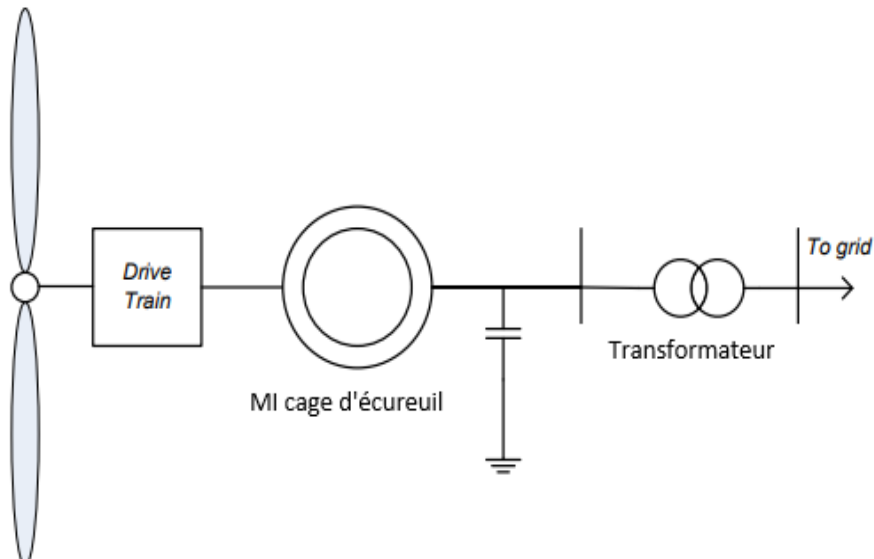 Drive
Train
MI cage d'écureuil
Transformateur
To grid